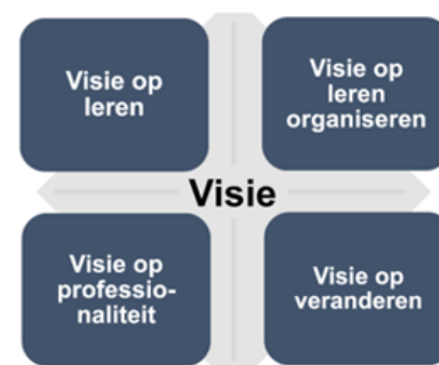 Visie op
leren
Visie op
leren
organiseren
Visie
Visie op
professio-
naliteit
Visie op
veranderen